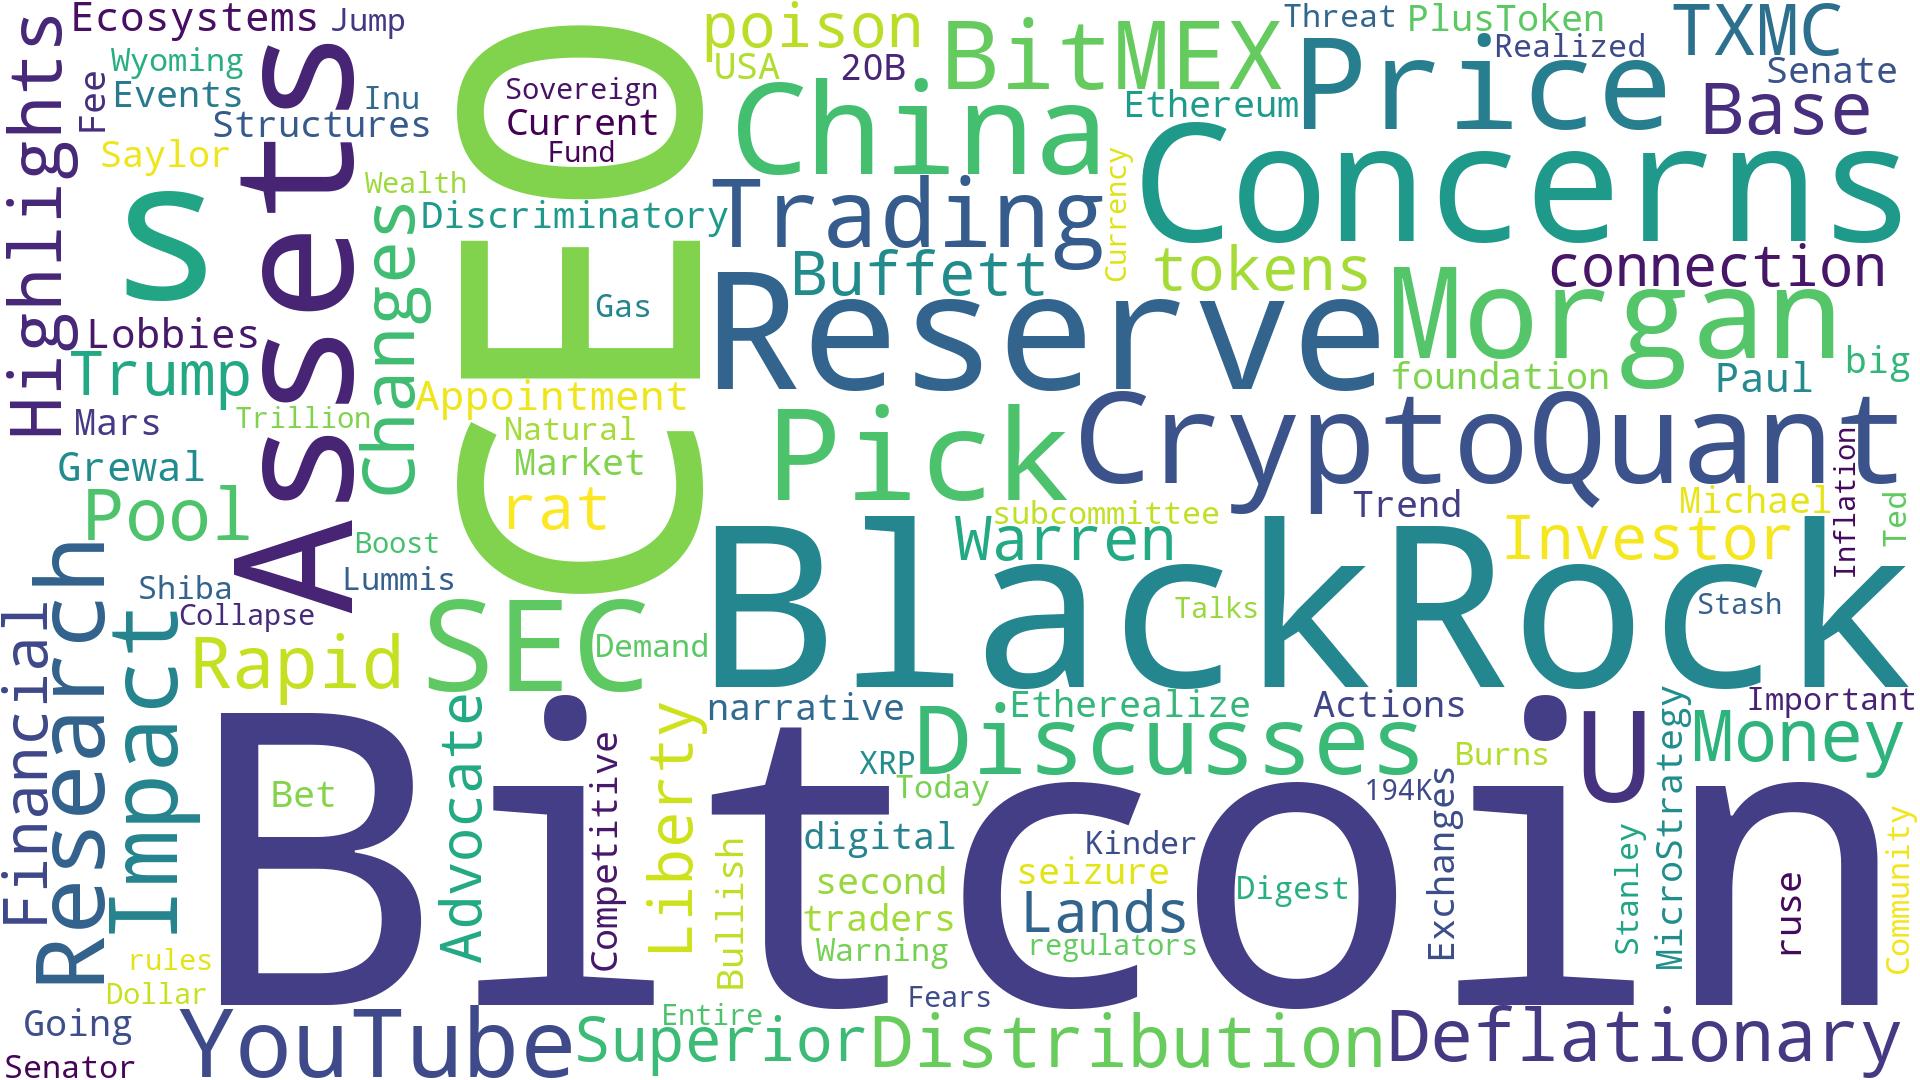 Highlights
Ecosystems
Jump
Wyoming
Fee
Events
Inu
Structures
Saylor
s
Assets
Wealth
Changes
Discriminatory
CEO
Sovereign
Current
Fund
poison
USA
20B
BitMEX
China
Ethereum
Threat
PlusToken
Realized
TXMC
Price
Senate
Base
Concerns
Trading
Currency
Buffett
tokens
connection
Reserve
Morgan
Gas
Lobbies
Trump
Mars
Trillion
Appointment
Natural
Market
rat
foundation
Paul
big
Pick
CryptoQuant
Grewal
Pool
Boost
Lummis
subcommittee
Warren
Trend
Michael
Investor
Inflation
Ted
BlackRock
Talks
Stash
Shiba
Collapse
Financial
Research
Impact
Rapid
SEC
Demand
Advocate
Competitive
Liberty
narrative
Etherealize
Actions
Important
Discusses
XRP
Today
194K
Burns
U
Money
MicroStrategy
Bitcoin
Bet
Bullish
digital
Kinder
second
seizure
traders
Lands
Digest
Warning
regulators
Exchanges
Stanley
ruse
Community
rules
Dollar
Fears
Going
Senator
YouTube
Entire
Superior
Distribution
Deflationary